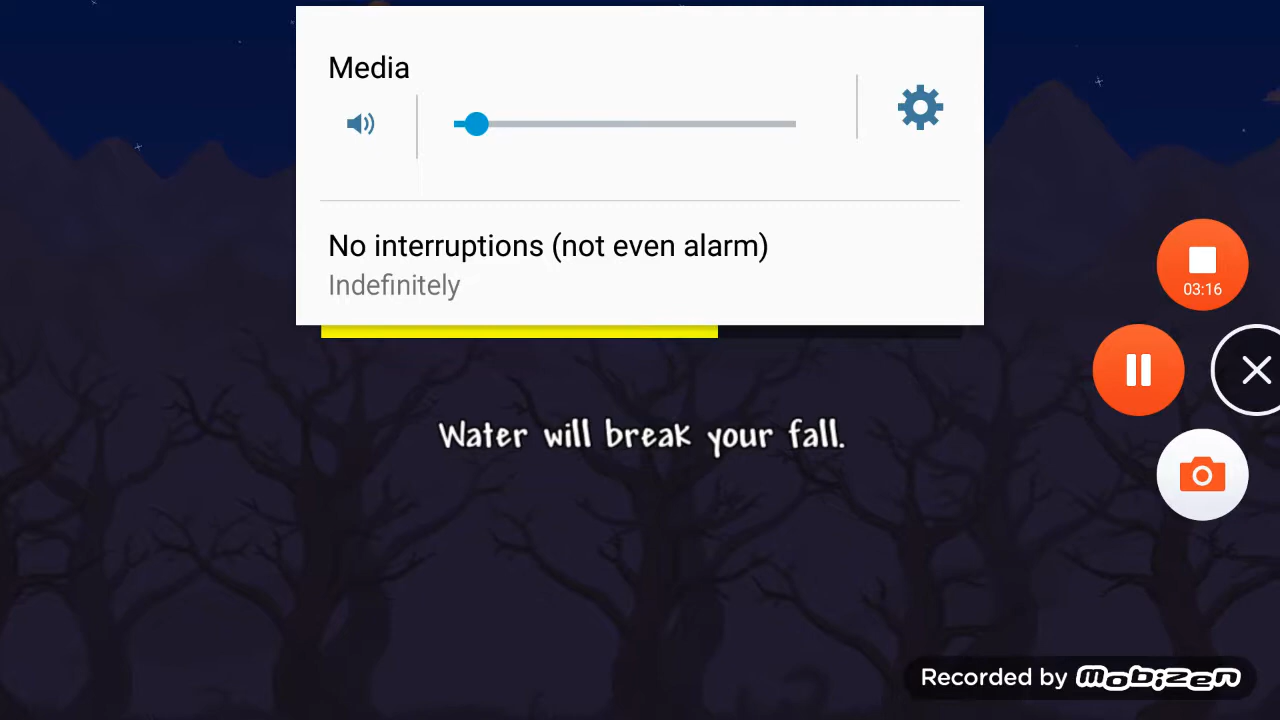 Media
No interruptions (not even alarm)
Indefinitely
03:16
Water will break your fall.
Recorded by mobizen